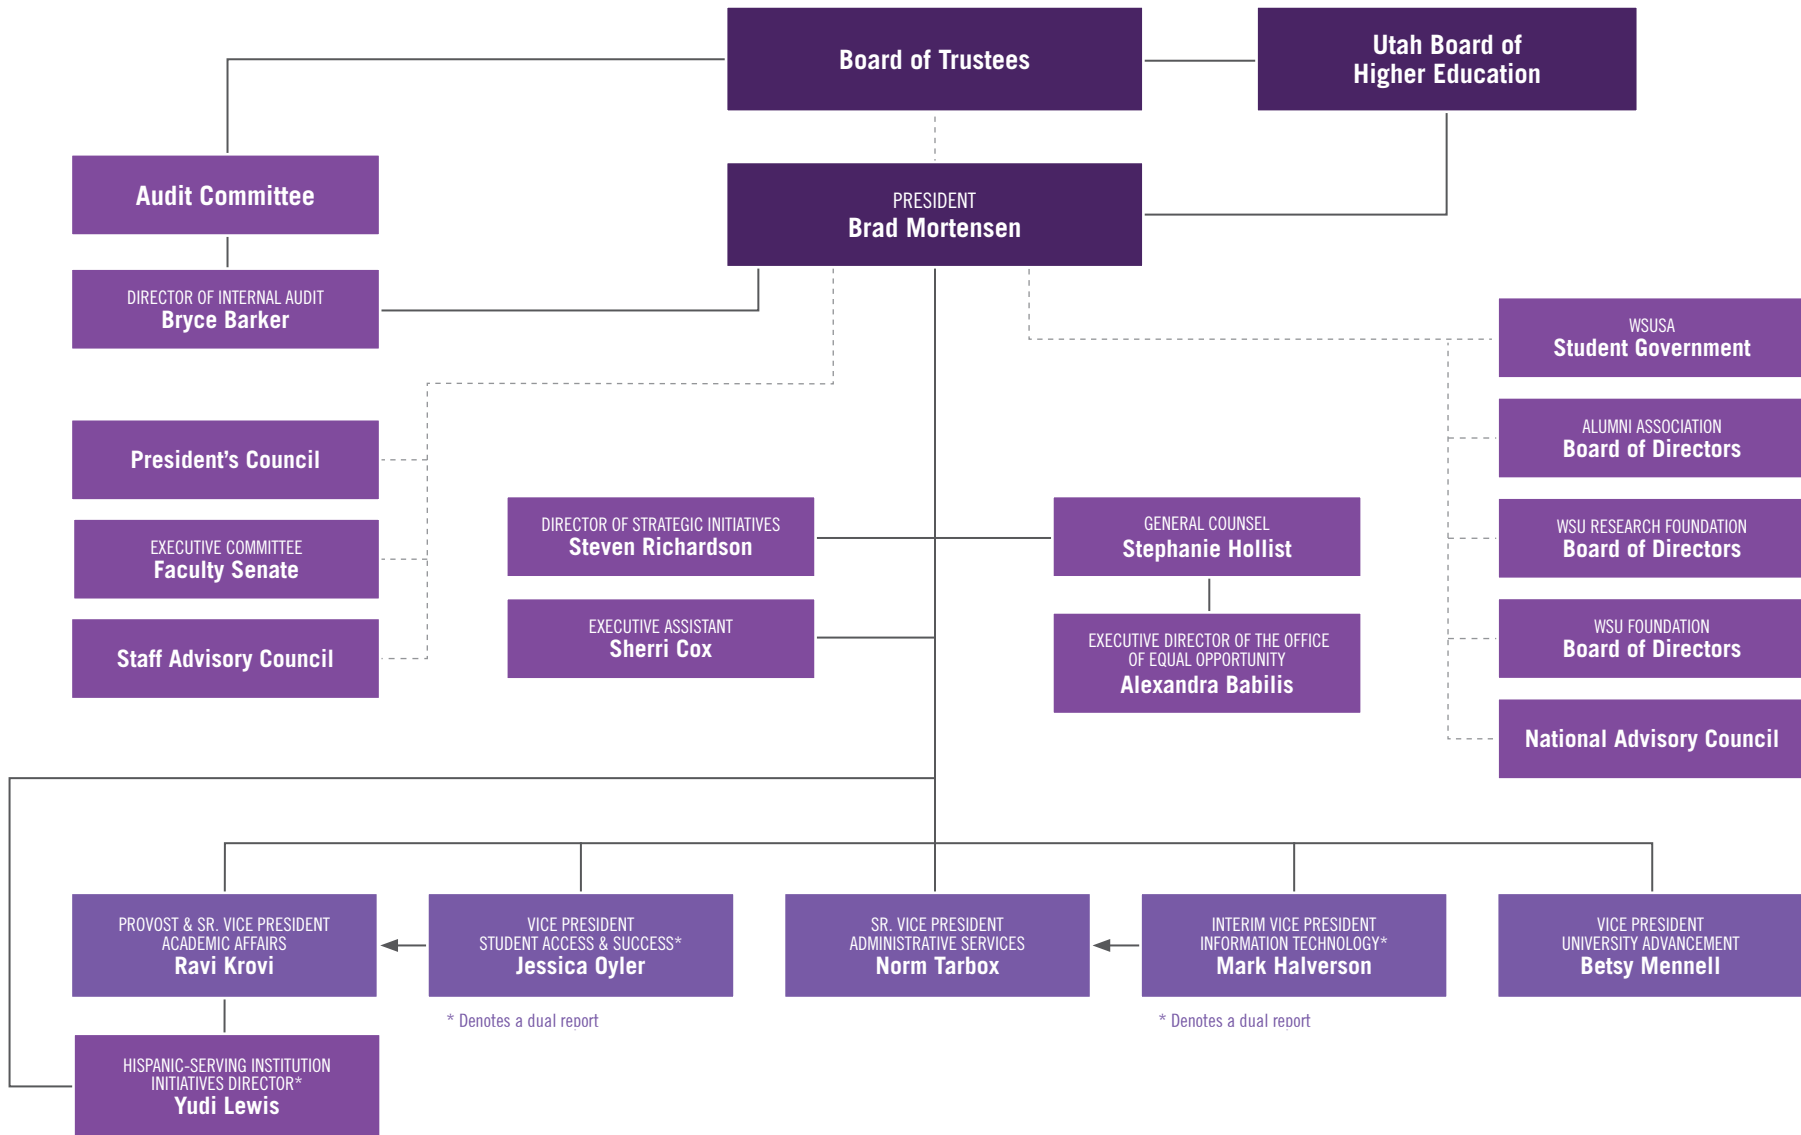 Board of Trustees
Utah Board of
Higher Education
Audit Committee
PRESIDENT
Brad Mortensen
DIRECTOR OF INTERNAL AUDIT
Bryce Barker
WSUSA
Student Government
ALUMNI ASSOCIATION
Board of Directors
President’s Council
DIRECTOR OF STRATEGIC INITIATIVES
Steven Richardson
GENERAL COUNSEL
Stephanie Hollist
WSU RESEARCH FOUNDATION
Board of Directors
EXECUTIVE COMMITTEE
Faculty Senate
EXECUTIVE ASSISTANT
Sherri Cox
EXECUTIVE DIRECTOR OF THE OFFICE
OF EQUAL OPPORTUNITY
Alexandra Babilis
WSU FOUNDATION
Board of Directors
Staff Advisory Council
National Advisory Council
PROVOST & SR. VICE PRESIDENT
ACADEMIC AFFAIRS
Ravi Krovi
VICE PRESIDENT
STUDENT ACCESS & SUCCESS*
Jessica Oyler
SR. VICE PRESIDENT
ADMINISTRATIVE SERVICES
Norm Tarbox
INTERIM VICE PRESIDENT
INFORMATION TECHNOLOGY*
Mark Halverson
VICE PRESIDENT
UNIVERSITY ADVANCEMENT
Betsy Mennell
* Denotes a dual report
* Denotes a dual report
HISPANIC-SERVING INSTITUTION
INITIATIVES DIRECTOR*
Yudi Lewis